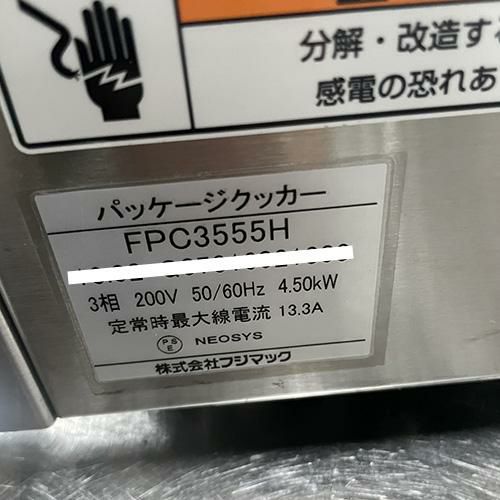 分解・改造する
感電の恐れあ
パッケージクッカー
FPC3555H
3相 200V 50/60Hz 4.50kW
定常時最大線電流 13.3A
PSE NEOSYS
株式会社フジマック